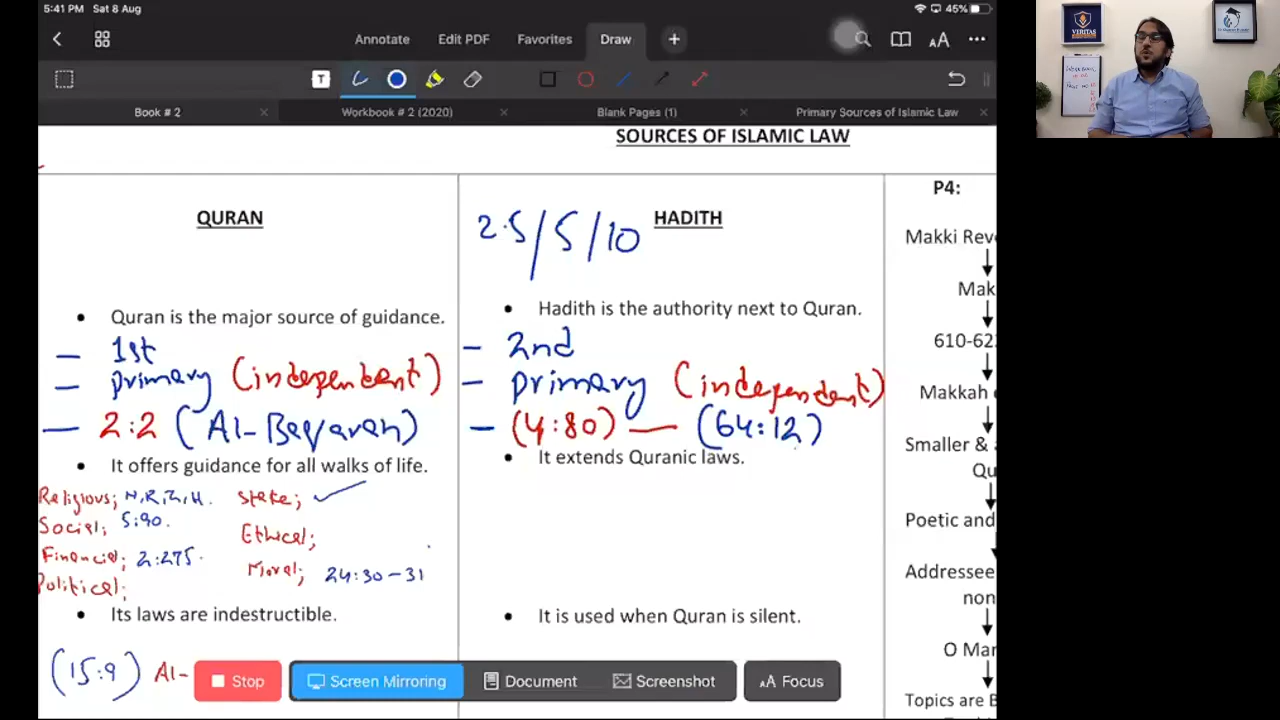 5:41 PM Sat 8 Aug
45%
Annotate Edit PDF Favorites Draw
T
AA
Book # 2 Workbook # 2 (2020) Blank Pages (1) Primary Sources of Islamic Law
SOURCES OF ISLAMIC LAW
QURAN
• Quran is the major source of guidance.
— 1st
— primary (independent)
— 2:2 (Al-Baqarah)
• It offers guidance for all walks of life.
Religious; N, R, Z, H.
Social; 5:90.
Financial; 2:275.
Political;
State;
Ethical;
Moral; 24:30-31
• Its laws are indestructible.
(15:9) Al-
2.5/5/10 HADITH
• Hadith is the authority next to Quran.
- 2nd
- primary (independent)
- (4:80) — (64:12)
• It extends Quranic laws.
• It is used when Quran is silent.
P4:
Makki Reve
Mak
610-622
Makkah
Smaller &
Qu
Poetic and
Addressee
non
O Mar
Topics are B
Stop Screen Mirroring Document Screenshot AA Focus
VERITAS